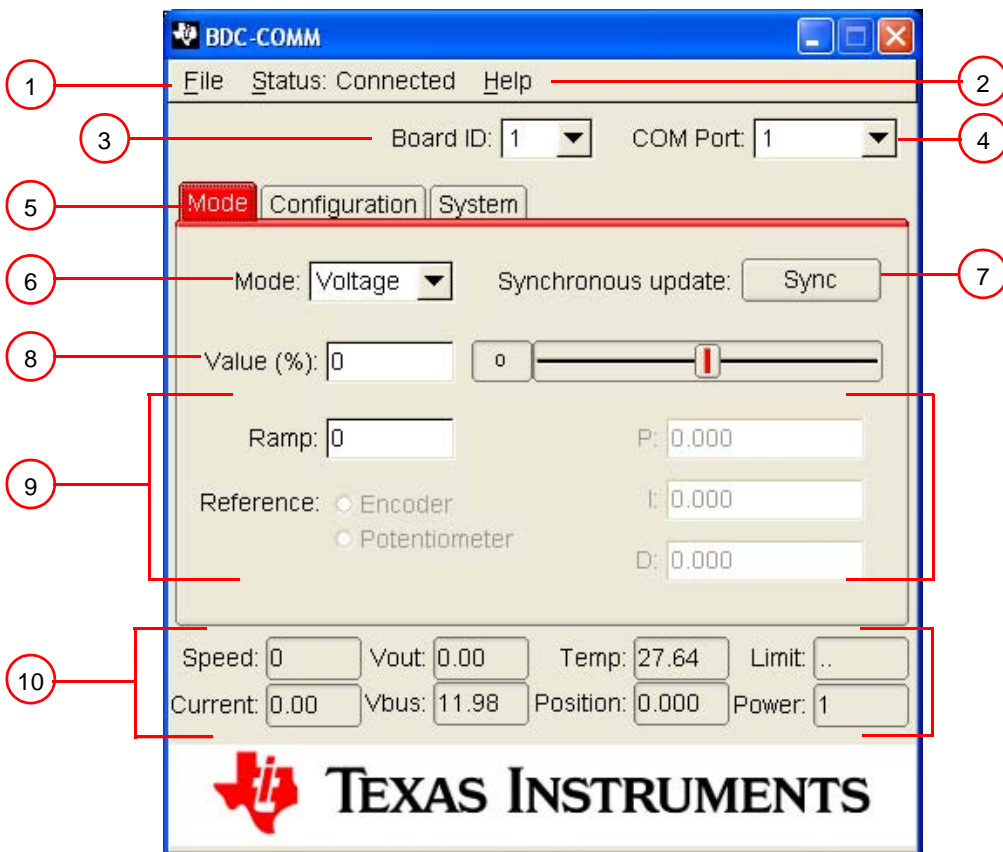 BDC-COMM
1 File Status: Connected Help 2
3 Board ID: 1 COM Port: 1 4
5 Mode Configuration System
6 Mode: Voltage Synchronous update: Sync 7
8 Value (%): 0 0
Ramp: 0 P: 0.000
9 Reference: Encoder I: 0.000
Potentiometer D: 0.000
Speed: 0 Vout: 0.00 Temp: 27.64 Limit: ..
10 Current: 0.00 Vbus: 11.98 Position: 0.000 Power: 1
ti TEXAS INSTRUMENTS